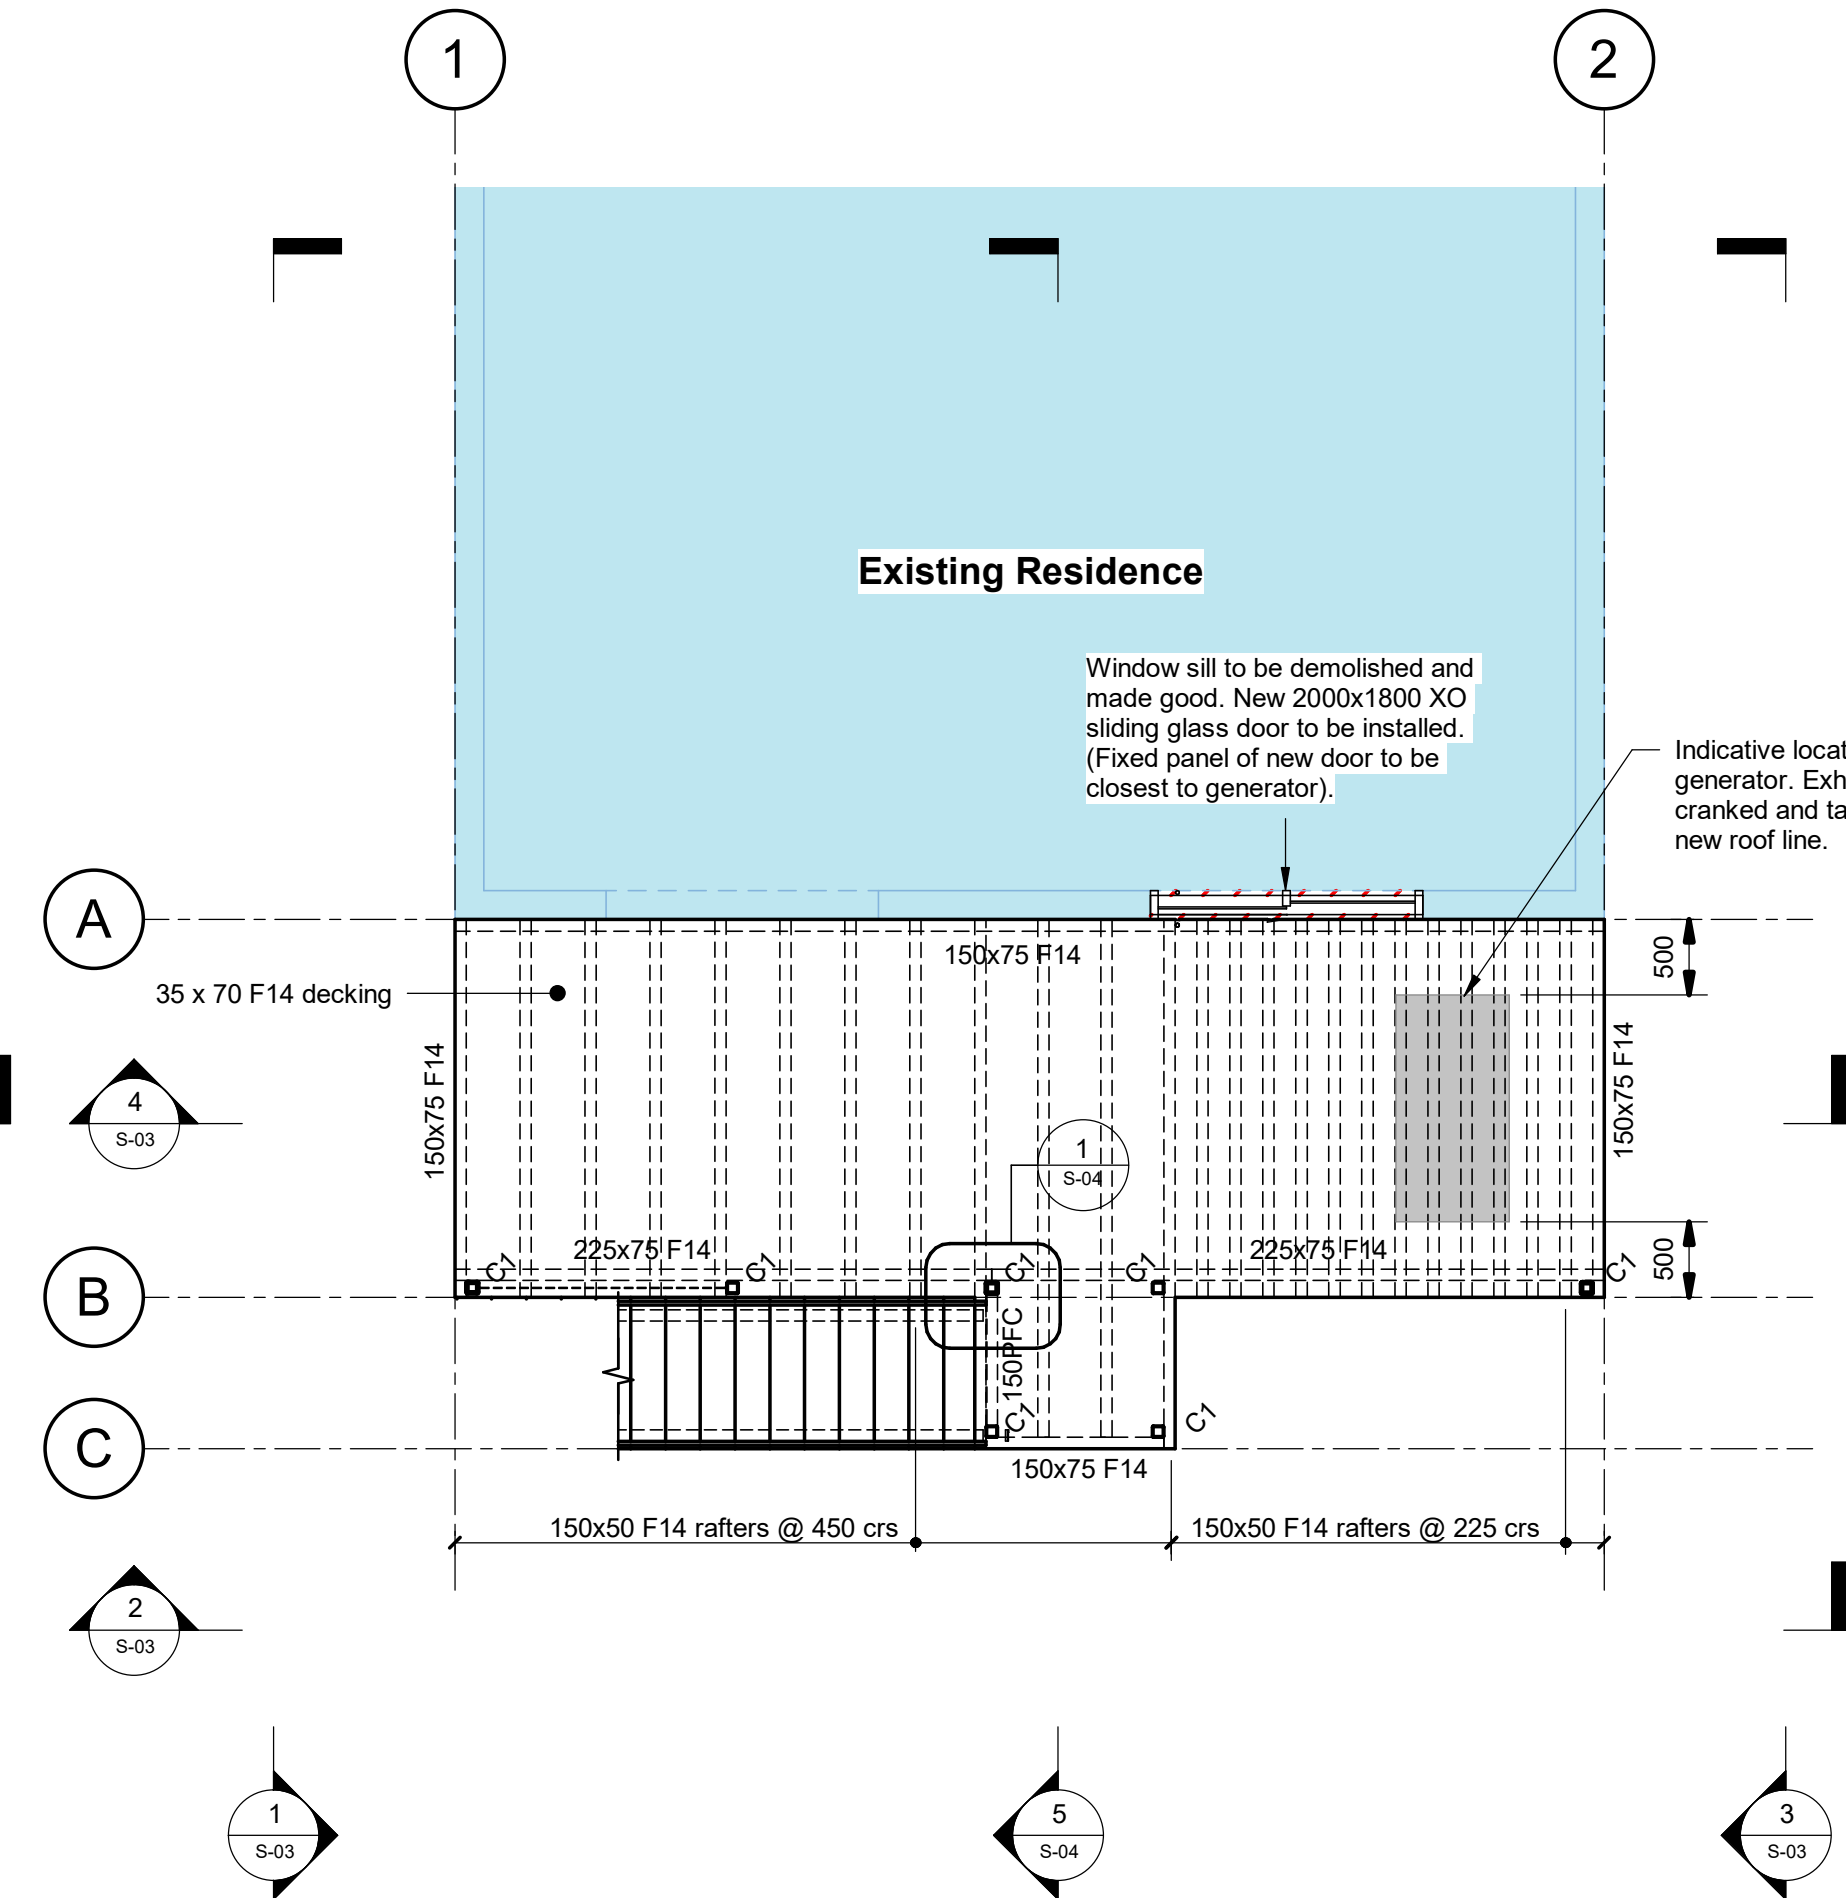 1
2
Existing Residence
Window sill to be demolished and
made good. New 2000x1800 XO
sliding glass door to be installed.
(Fixed panel of new door to be
closest to generator).
Indicative
generator.
cranked and
new roof line.
A
150x75 F14
500
35 x 70 F14 decking
150x75 F14
150x75 F14
4
S-03
1
S-04
225x75 F14
225x75 F14
500
C1
C1
C1
C1
C1
B
150PFC
C1
C1
C
150x75 F14
150x50 F14 rafters @ 450 crs
150x50 F14 rafters @ 225 crs
2
S-03
1
S-03
5
S-04
3
S-03